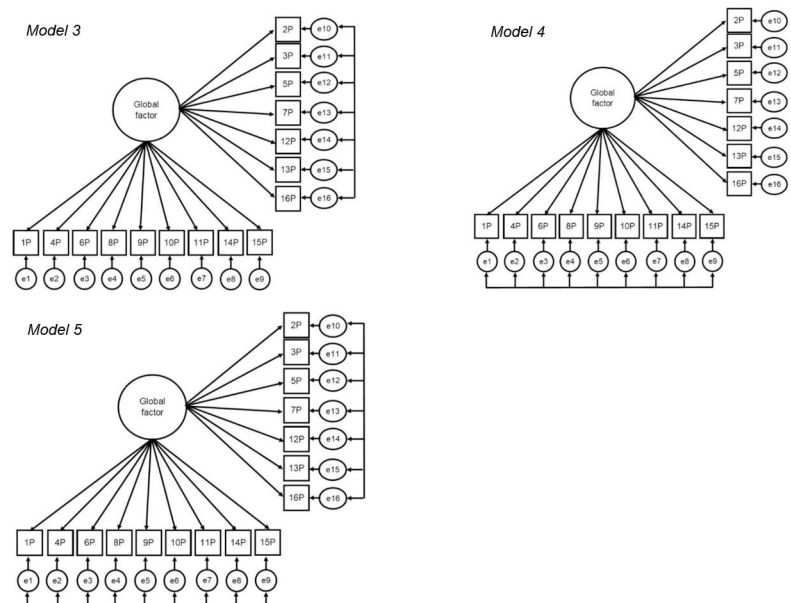 Model 3
Global
factor
2P e10
3P e11
5P e12
7P e13
12P e14
13P e15
16P e16
1P 4P 6P 8P 9P 10P 11P 14P 15P
e1 e2 e3 e4 e5 e6 e7 e8 e9
Model 4
Global
factor
2P e10
3P e11
5P e12
7P e13
12P e14
13P e15
16P e16
1P 4P 6P 8P 9P 10P 11P 14P 15P
e1 e2 e3 e4 e5 e6 e7 e8 e9
Model 5
Global
factor
2P e10
3P e11
5P e12
7P e13
12P e14
13P e15
16P e16
1P 4P 6P 8P 9P 10P 11P 14P 15P
e1 e2 e3 e4 e5 e6 e7 e8 e9